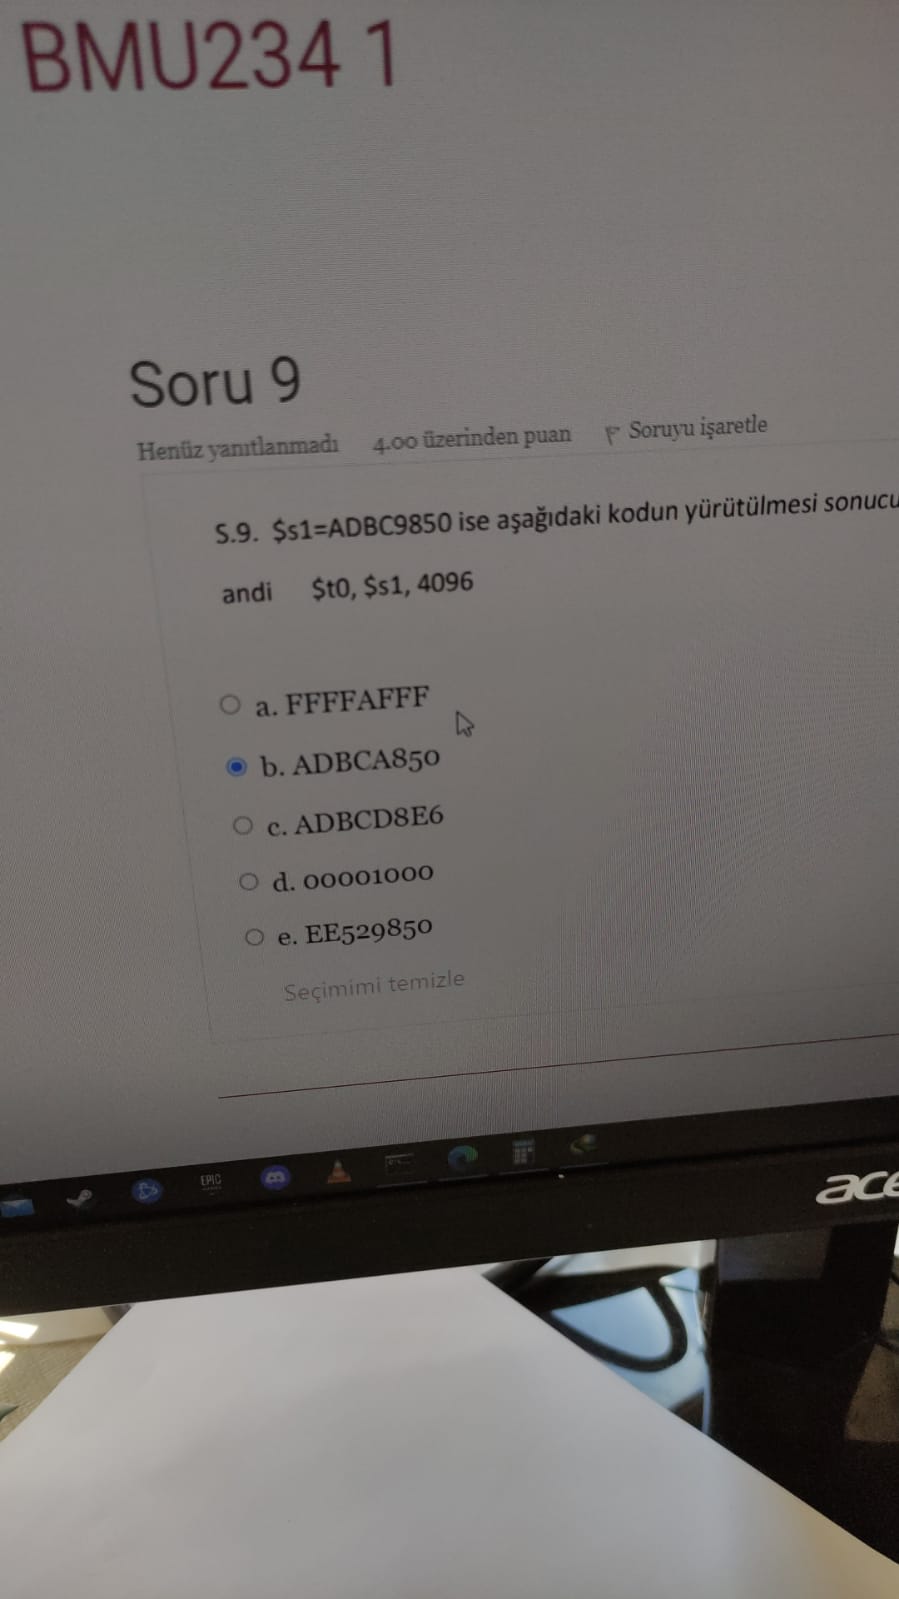 BMU234 1
Soru 9
Henüz yanıtlanmadı 4.00 üzerinden puan Soruyu işaretle
S.9. $s1=ADBC9850 ise aşağıdaki kodun yürütülmesi sonucu
andi $t0, $s1, 4096
a. FFFFAFFF
b. ADBCA850
c. ADBCD8E6
d. 00001000
e. EE529850
Seçimimi temizle
EPIC
ace